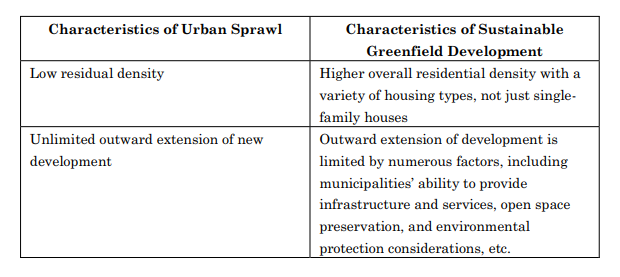 Characteristics of Urban Sprawl
Characteristics of Sustainable
Greenfield Development
Low residual density
Higher overall residential density with a
variety of housing types, not just single-
family houses
Unlimited outward extension of new
development
Outward extension of development is
limited by numerous factors, including
municipalities’ ability to provide
infrastructure and services, open space
preservation, and environmental
protection considerations, etc.